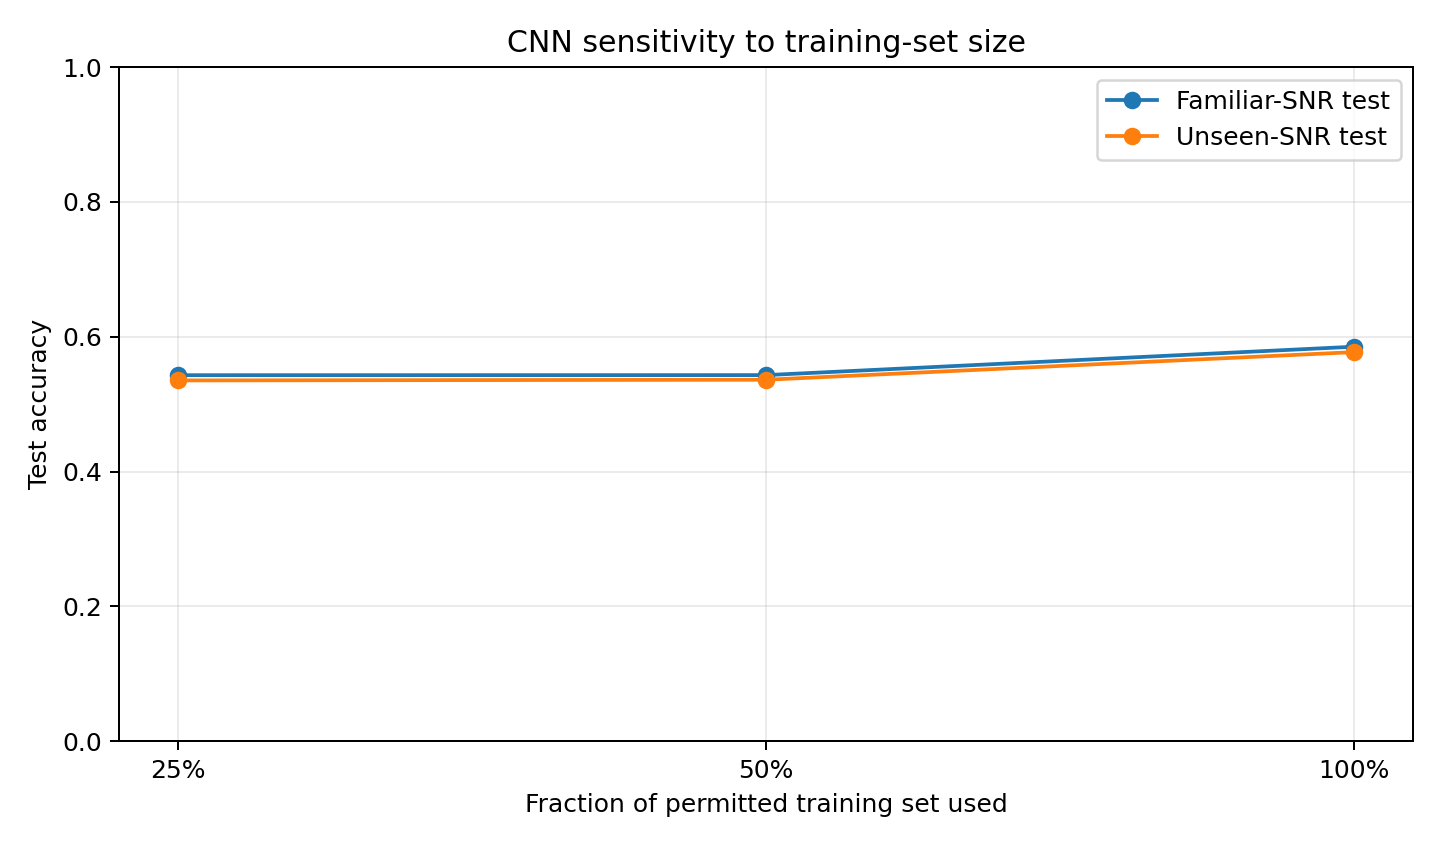 CNN sensitivity to training-set size
1.0
0.8
0.6
0.4
0.2
0.0
Test accuracy
Familiar-SNR test
Unseen-SNR test
25%
50%
100%
Fraction of permitted training set used